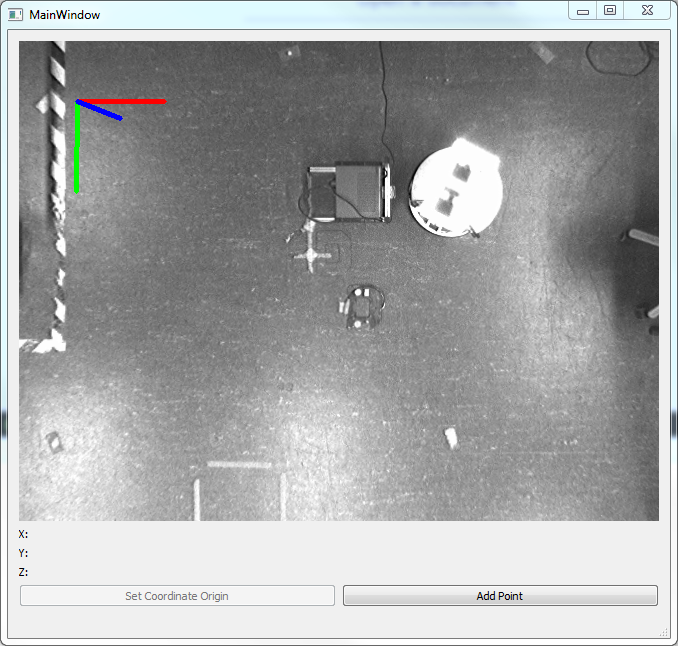 MainWindow
X:
Y:
Z:
Set Coordinate Origin
Add Point